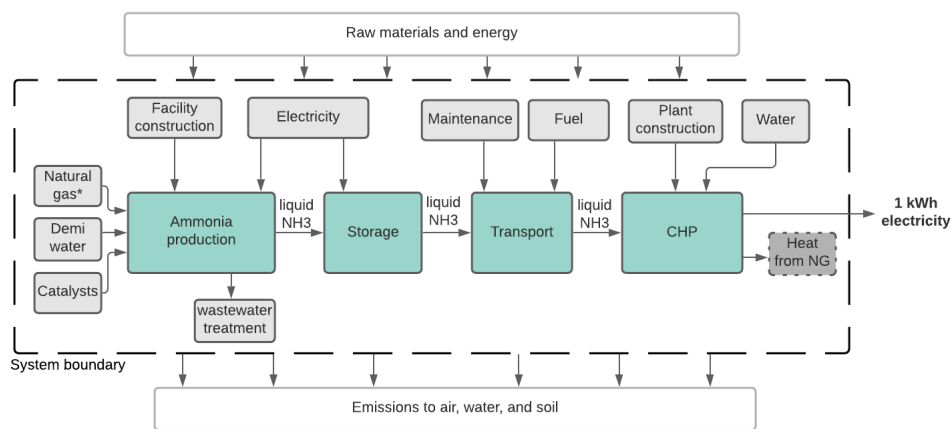 Raw materials and energy
Facility
construction
Electricity
Maintenance
Fuel
Plant
construction
Water
Natural
gas*
Demi
water
Catalysts
Ammonia
production
liquid
NH3
Storage
liquid
NH3
Transport
liquid
NH3
CHP
1 kWh
electricity
Heat
from NG
wastewater
treatment
System boundary
Emissions to air, water, and soil